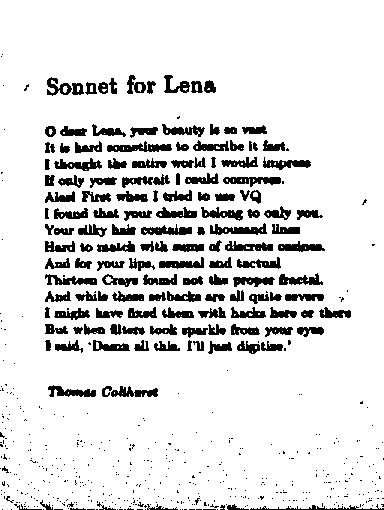 Sonnet for Lena
O dear Lena, your beauty is so vast
It is hard sometimes to describe it fast.
I thought the entire world I would impress
If only your portrait I could compress.
Alas! First when I tried to use VQ
I found that your cheeks belong to only you.
Your silky hair contains a thousand lines
Hard to match with sums of discrete cosines.
And for your lips, sensual and tactual
Thirteen Crays found not the proper fractal.
And while these setbacks are all quite severe
I might have fixed them with hacks here or there
But when filters took sparkle from your eyes
I said, 'Damn all this. I'll just digitize.'
Thomas Colthurst